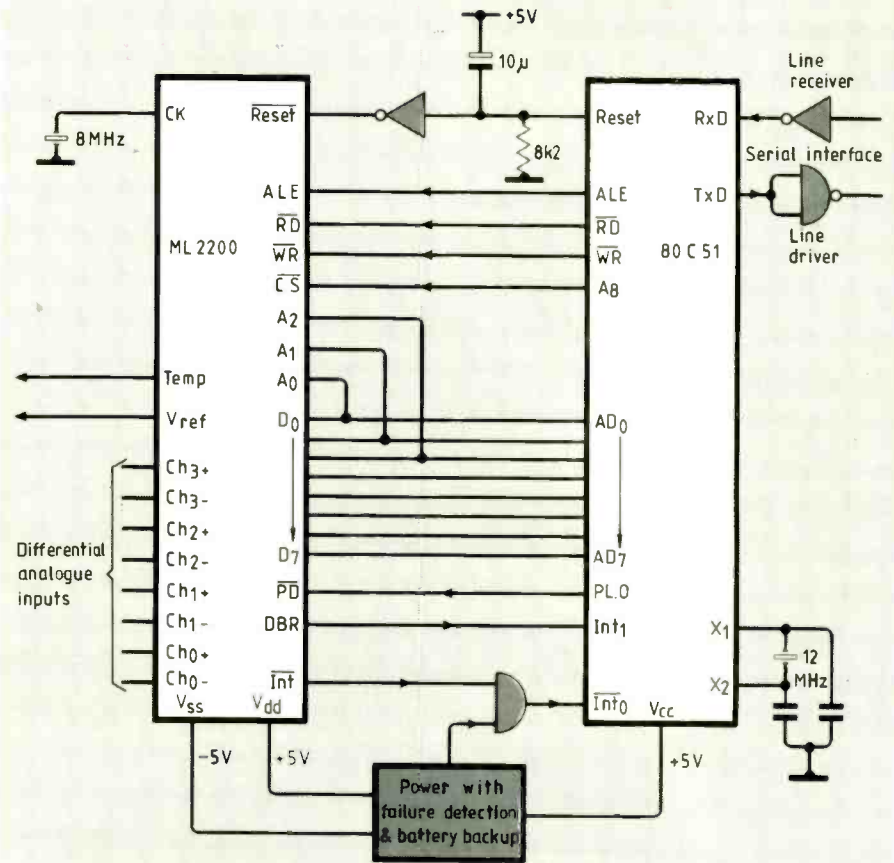 +5V
10μ
Line
receiver
CK
Reset
Reset
RxD
8MHz
8k2
Serial interface
ALE
ALE
TxD
RD
RD
ML2200
WR
WR
80C51
Line
driver
CS
A8
A2
A1
Temp
A0
Vref
D0
AD0
Ch3+
Ch3-
Ch2+
Differential
analogue
inputs
Ch2-
D7
AD7
Ch1+
PD
PL.0
Ch1-
DBR
Int1
X1
Ch0+
12
MHz
Ch0-
Int
X2
Int0
Vss
Vdd
Vcc
-5V
+5V
+5V
Power with
failure detection
& battery backup